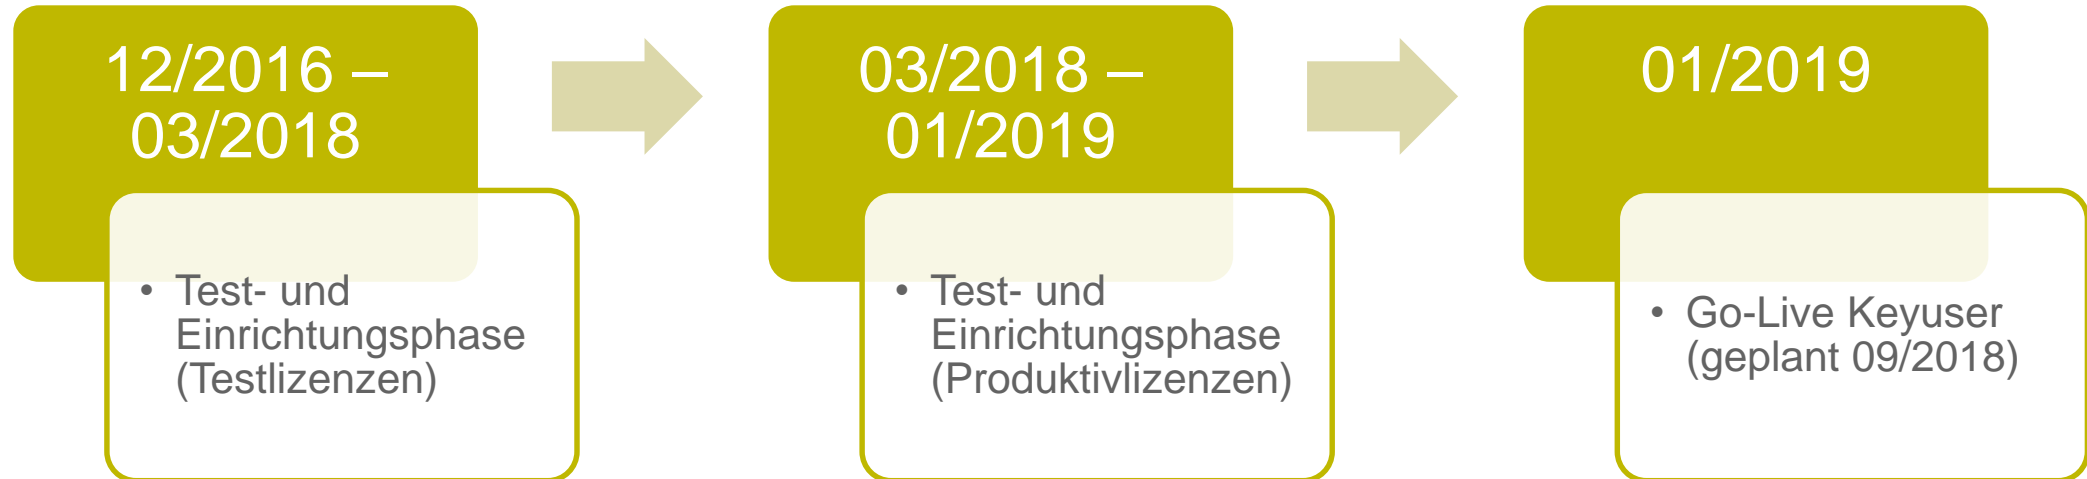 12/2016 –
03/2018
• Test- und
Einrichtungsphase
(Testlizenzen)
03/2018 –
01/2019
• Test- und
Einrichtungsphase
(Produktivlizenzen)
01/2019
• Go-Live Keyuser
(geplant 09/2018)